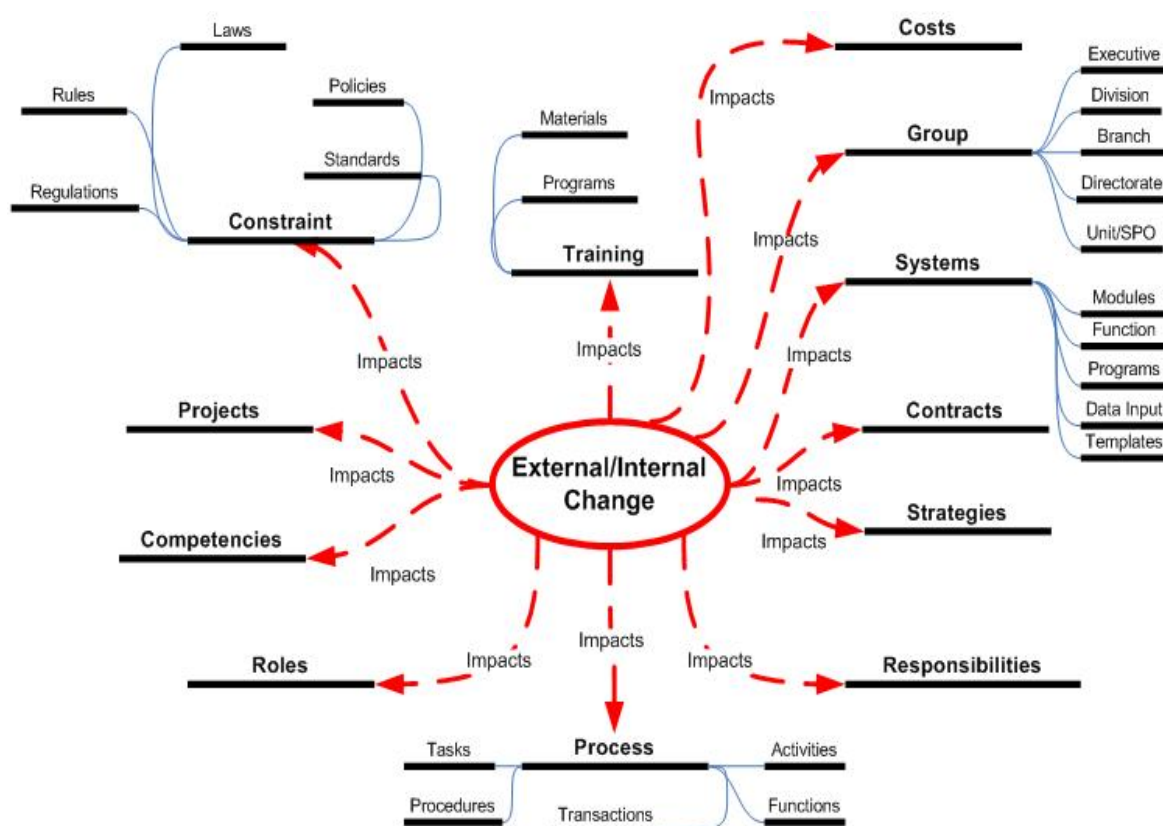 Laws
Costs
Executive
Rules
Policies
Impacts
Division
Materials
Group
Branch
Standards
Regulations
Programs
Directorate
Constraint
Training
Impacts
Unit/SPO
Systems
Modules
Function
Impacts
Impacts
Impacts
Programs
Projects
Contracts
Data Input
Templates
External/Internal
Change
Impacts
Impacts
Strategies
Competencies
Impacts
Impacts
Impacts
Impacts
Impacts
Roles
Responsibilities
Tasks
Process
Activities
Procedures
Transactions
Functions